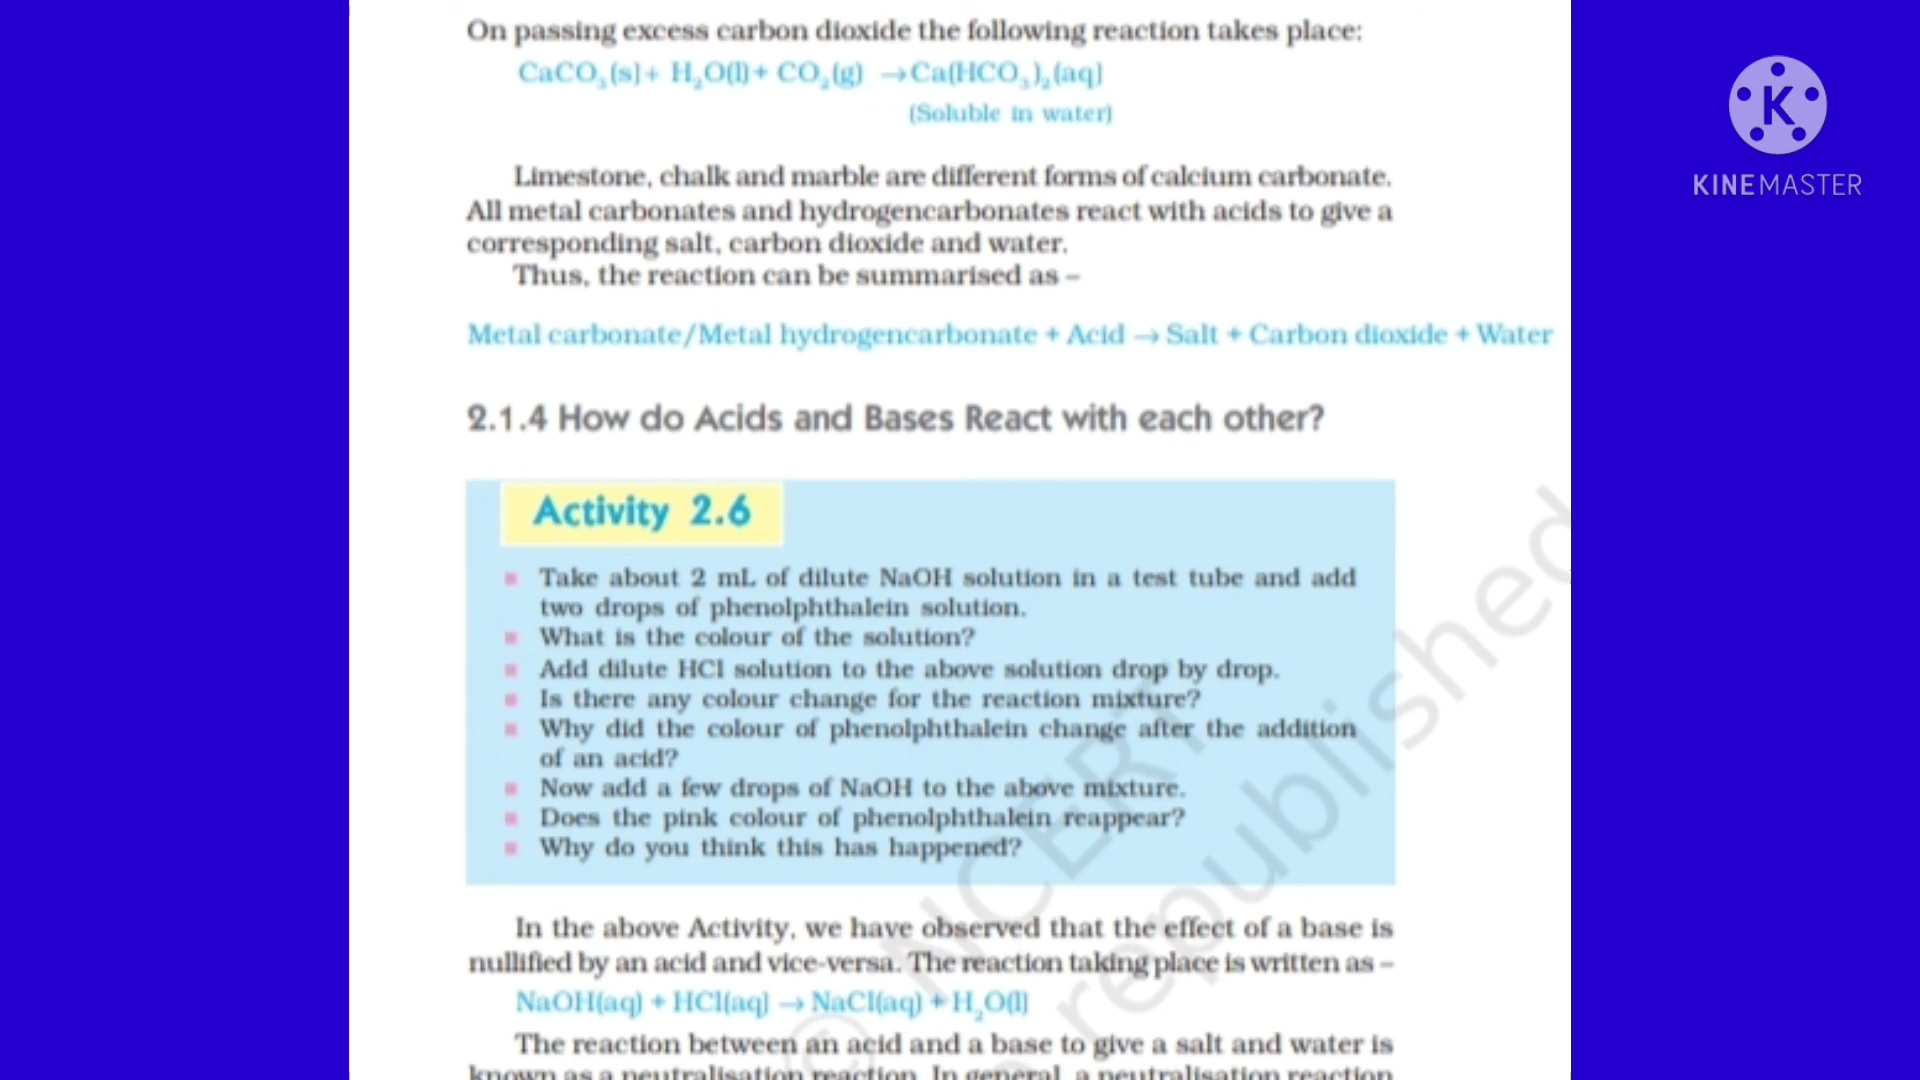 On passing excess carbon dioxide the following reaction takes place:
CaCO₃(s) + H₂O(l) + CO₂(g) → Ca(HCO₃)₂(aq)
(Soluble in water)
Limestone, chalk and marble are different forms of calcium carbonate.
All metal carbonates and hydrogencarbonates react with acids to give a
corresponding salt, carbon dioxide and water.
Thus, the reaction can be summarised as –
Metal carbonate/Metal hydrogencarbonate + Acid → Salt + Carbon dioxide + Water
2.1.4 How do Acids and Bases React with each other?
Activity 2.6
Take about 2 mL of dilute NaOH solution in a test tube and add
two drops of phenolphthalein solution.
What is the colour of the solution?
Add dilute HCl solution to the above solution drop by drop.
Is there any colour change for the reaction mixture?
Why did the colour of phenolphthalein change after the addition
of an acid?
Now add a few drops of NaOH to the above mixture.
Does the pink colour of phenolphthalein reappear?
Why do you think this has happened?
In the above Activity, we have observed that the effect of a base is
nullified by an acid and vice-versa. The reaction taking place is written as –
NaOH(aq) + HCl(aq) → NaCl(aq) + H₂O(l)
The reaction between an acid and a base to give a salt and water is
known as a neutralisation reaction. In general, a neutralisation reaction
K
KINEMASTER
© NCERT
republished